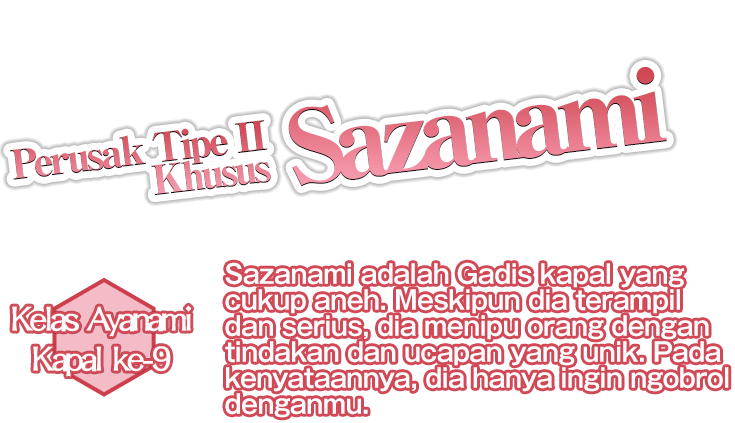 Perusak Tipe II
Khusus
Sazanami
Kelas Ayanami
Kapal ke-9
Sazanami adalah Gadis kapal yang
cukup aneh. Meskipun dia terampil
dan serius, dia menipu orang dengan
tindakan dan ucapan yang unik. Pada
kenyataannya, dia hanya ingin ngobrol
denganmu.